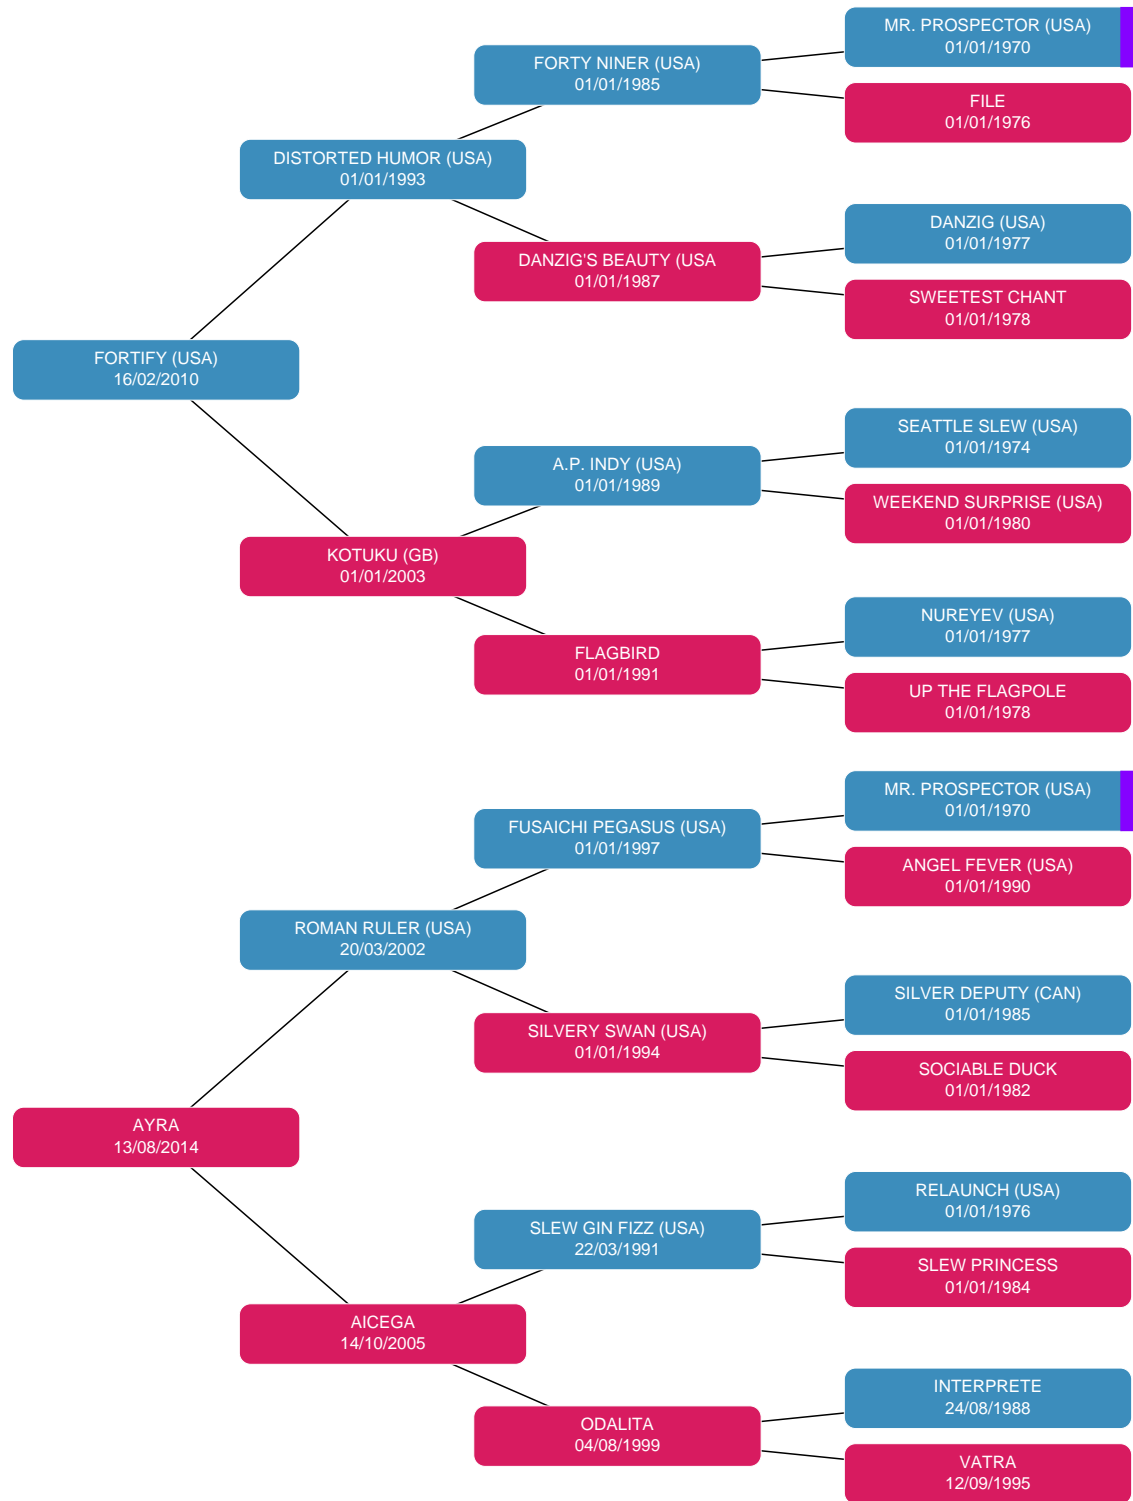 MR. PROSPECTOR (USA)
01/01/1970
FORTY NINER (USA)
01/01/1985
FILE
01/01/1976
DISTORTED HUMOR (USA)
01/01/1993
DANZIG (USA)
01/01/1977
DANZIG'S BEAUTY (USA
01/01/1987
SWEETEST CHANT
01/01/1978
FORTIFY (USA)
16/02/2010
SEATTLE SLEW (USA)
01/01/1974
A.P. INDY (USA)
01/01/1989
WEEKEND SURPRISE (USA)
01/01/1980
KOTUKU (GB)
01/01/2003
NUREYEV (USA)
01/01/1977
FLAGBIRD
01/01/1991
UP THE FLAGPOLE
01/01/1978
MR. PROSPECTOR (USA)
01/01/1970
FUSAICHI PEGASUS (USA)
01/01/1997
ANGEL FEVER (USA)
01/01/1990
ROMAN RULER (USA)
20/03/2002
SILVER DEPUTY (CAN)
01/01/1985
SILVERY SWAN (USA)
01/01/1994
SOCIABLE DUCK
01/01/1982
AYRA
13/08/2014
RELAUNCH (USA)
01/01/1976
SLEW GIN FIZZ (USA)
22/03/1991
SLEW PRINCESS
01/01/1984
AICEGA
14/10/2005
INTERPRETE
24/08/1988
ODALITA
04/08/1999
VATRA
12/09/1995